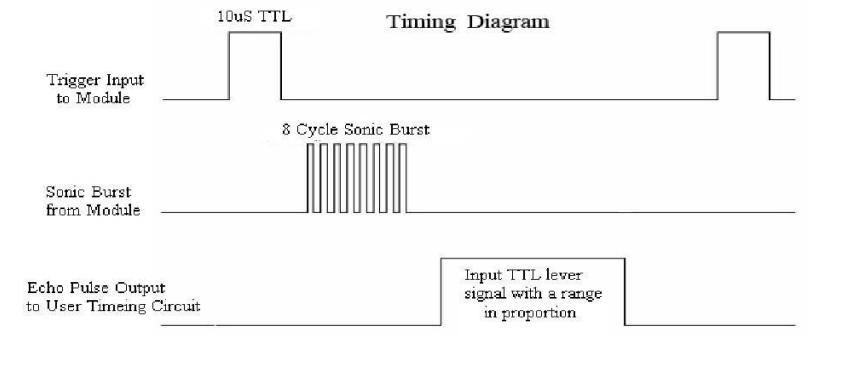 10uS TTL
Timing Diagram
Trigger Input
to Module
8 Cycle Sonic Burst
Sonic Burst
from Module
Echo Pulse Output
to User Timeing Circuit
Input TTL lever
signal with a range
in proportion